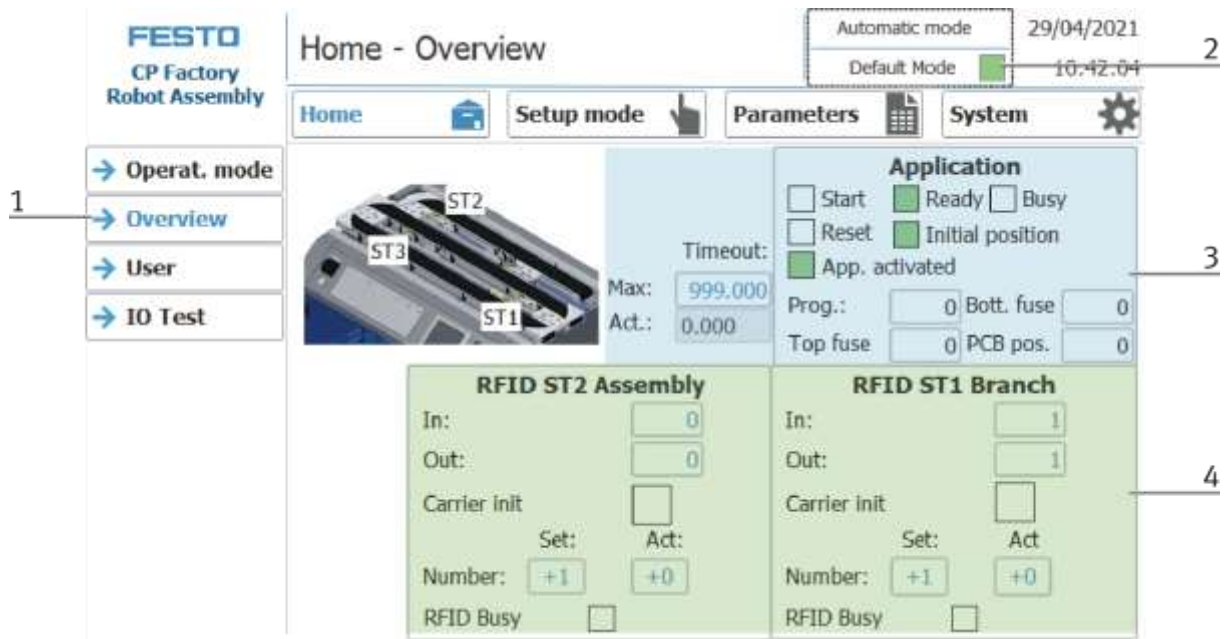 FESTO
CP Factory
Robot Assembly
Home - Overview
Automatic mode
Default Mode
29/04/2021
10:42:04
2
Home
Setup mode
Parameters
System
1
Operat. mode
Overview
User
IO Test
ST2
ST3
ST1
Timeout:
Max: 999.000
Act.: 0.000
Application
Start Ready Busy
Reset Initial position
App. activated
Prog.: 0 Bott. fuse 0
Top fuse 0 PCB pos. 0
3
RFID ST2 Assembly
In: 0
Out: 0
Carrier init
Set: Act:
Number: +1 +0
RFID Busy
RFID ST1 Branch
In: 1
Out: 1
Carrier init
Set: Act
Number: +1 +0
RFID Busy
4